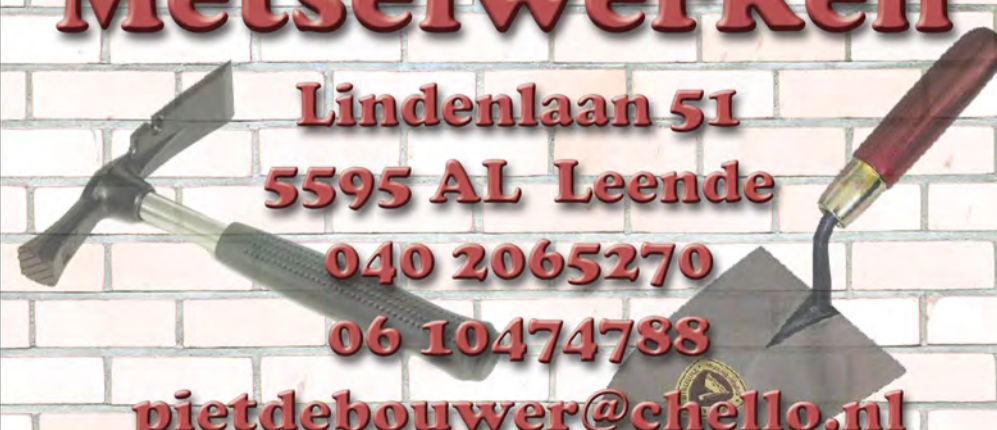 Metselwerken
Lindenlaan 51
5595 AL Leende
040 2065270
06 10474788
pietdebouwer@chello.nl